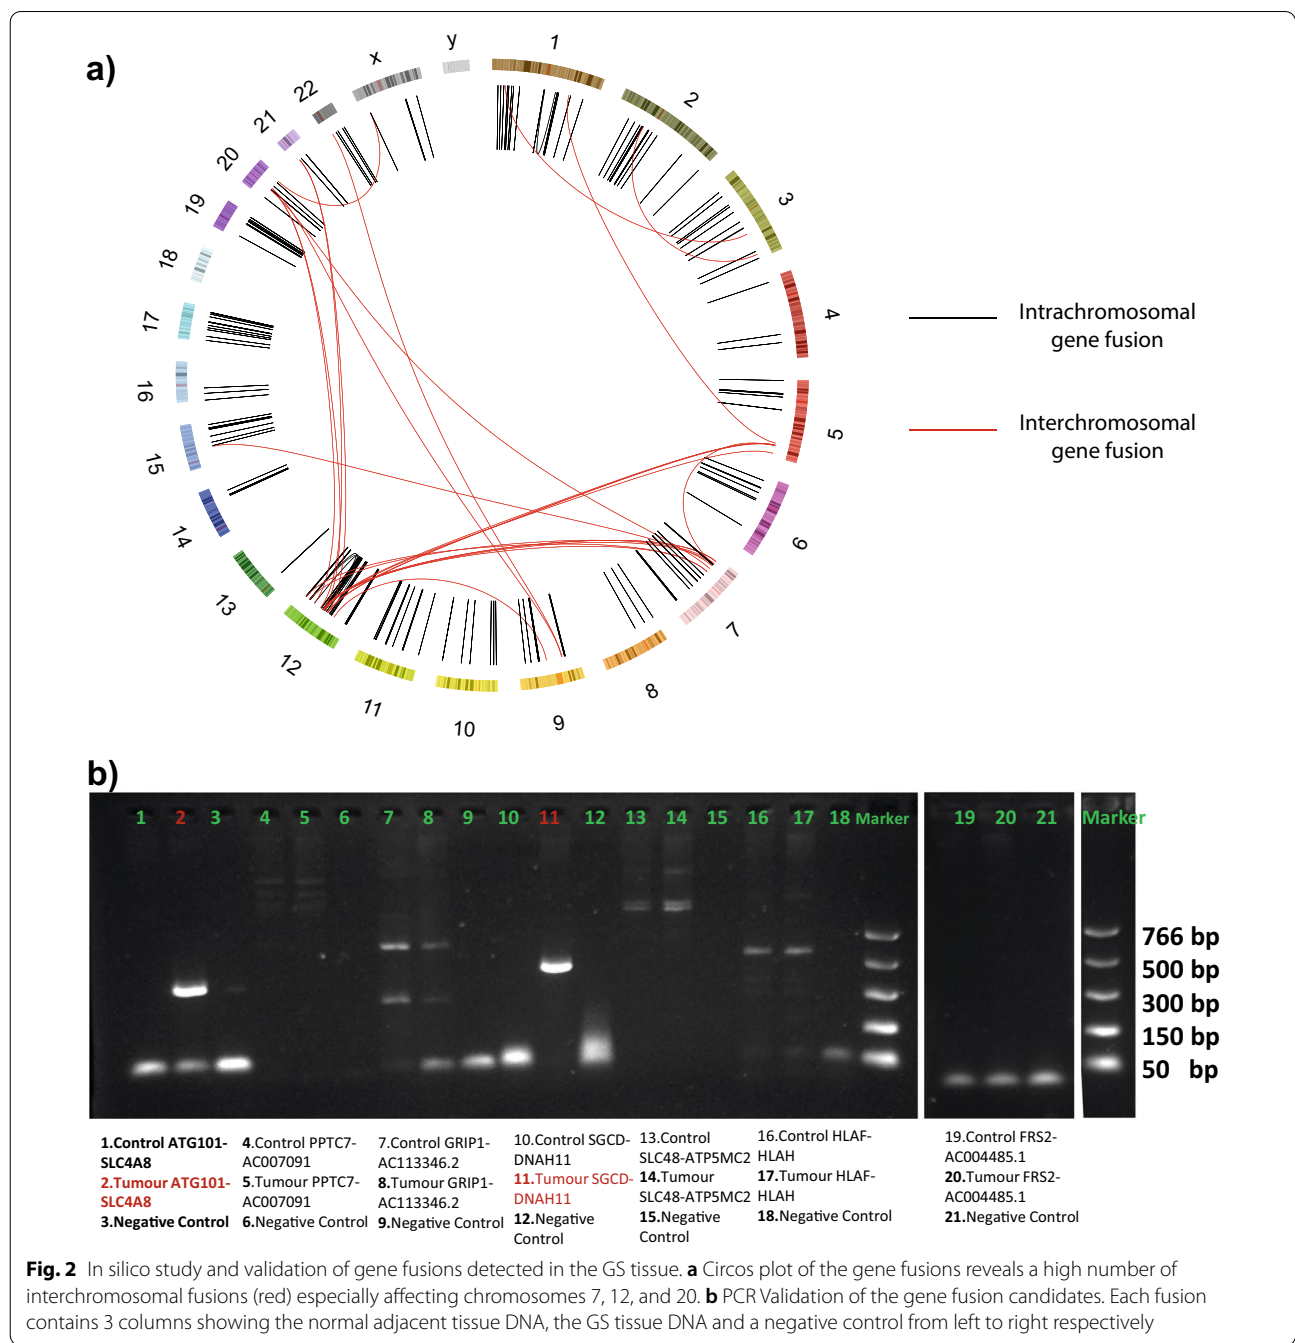 a)
1
2
3
4
5
6
7
8
9
10
11
12
13
14
15
16
17
18
19
20
21
22
x
y
Intrachromosomal
gene fusion
Interchromosomal
gene fusion
b)
1 2 3 4 5 6 7 8 9 10 11 12 13 14 15 16 17 18 Marker 19 20 21 Marker
766 bp
500 bp
300 bp
150 bp
50 bp
1.Control ATG101-
SLC4A8
2.Tumour ATG101-
SLC4A8
3.Negative Control
4.Control PPTC7-
AC007091
5.Tumour PPTC7-
AC007091
6.Negative Control
7.Control GRIP1-
AC113346.2
8.Tumour GRIP1-
AC113346.2
9.Negative Control
10.Control SGCD-
DNAH11
11.Tumour SGCD-
DNAH11
12.Negative
Control
13.Control
SLC48-ATP5MC2
14.Tumour
SLC48-ATP5MC2
15.Negative
Control
16.Control HLAF-
HLAH
17.Tumour HLAF-
HLAH
18.Negative Control
19.Control FRS2-
AC004485.1
20.Tumour FRS2-
AC004485.1
21.Negative Control
Fig. 2 In silico study and validation of gene fusions detected in the GS tissue. a Circos plot of the gene fusions reveals a high number of
interchromosomal fusions (red) especially affecting chromosomes 7, 12, and 20. b PCR Validation of the gene fusion candidates. Each fusion
contains 3 columns showing the normal adjacent tissue DNA, the GS tissue DNA and a negative control from left to right respectively